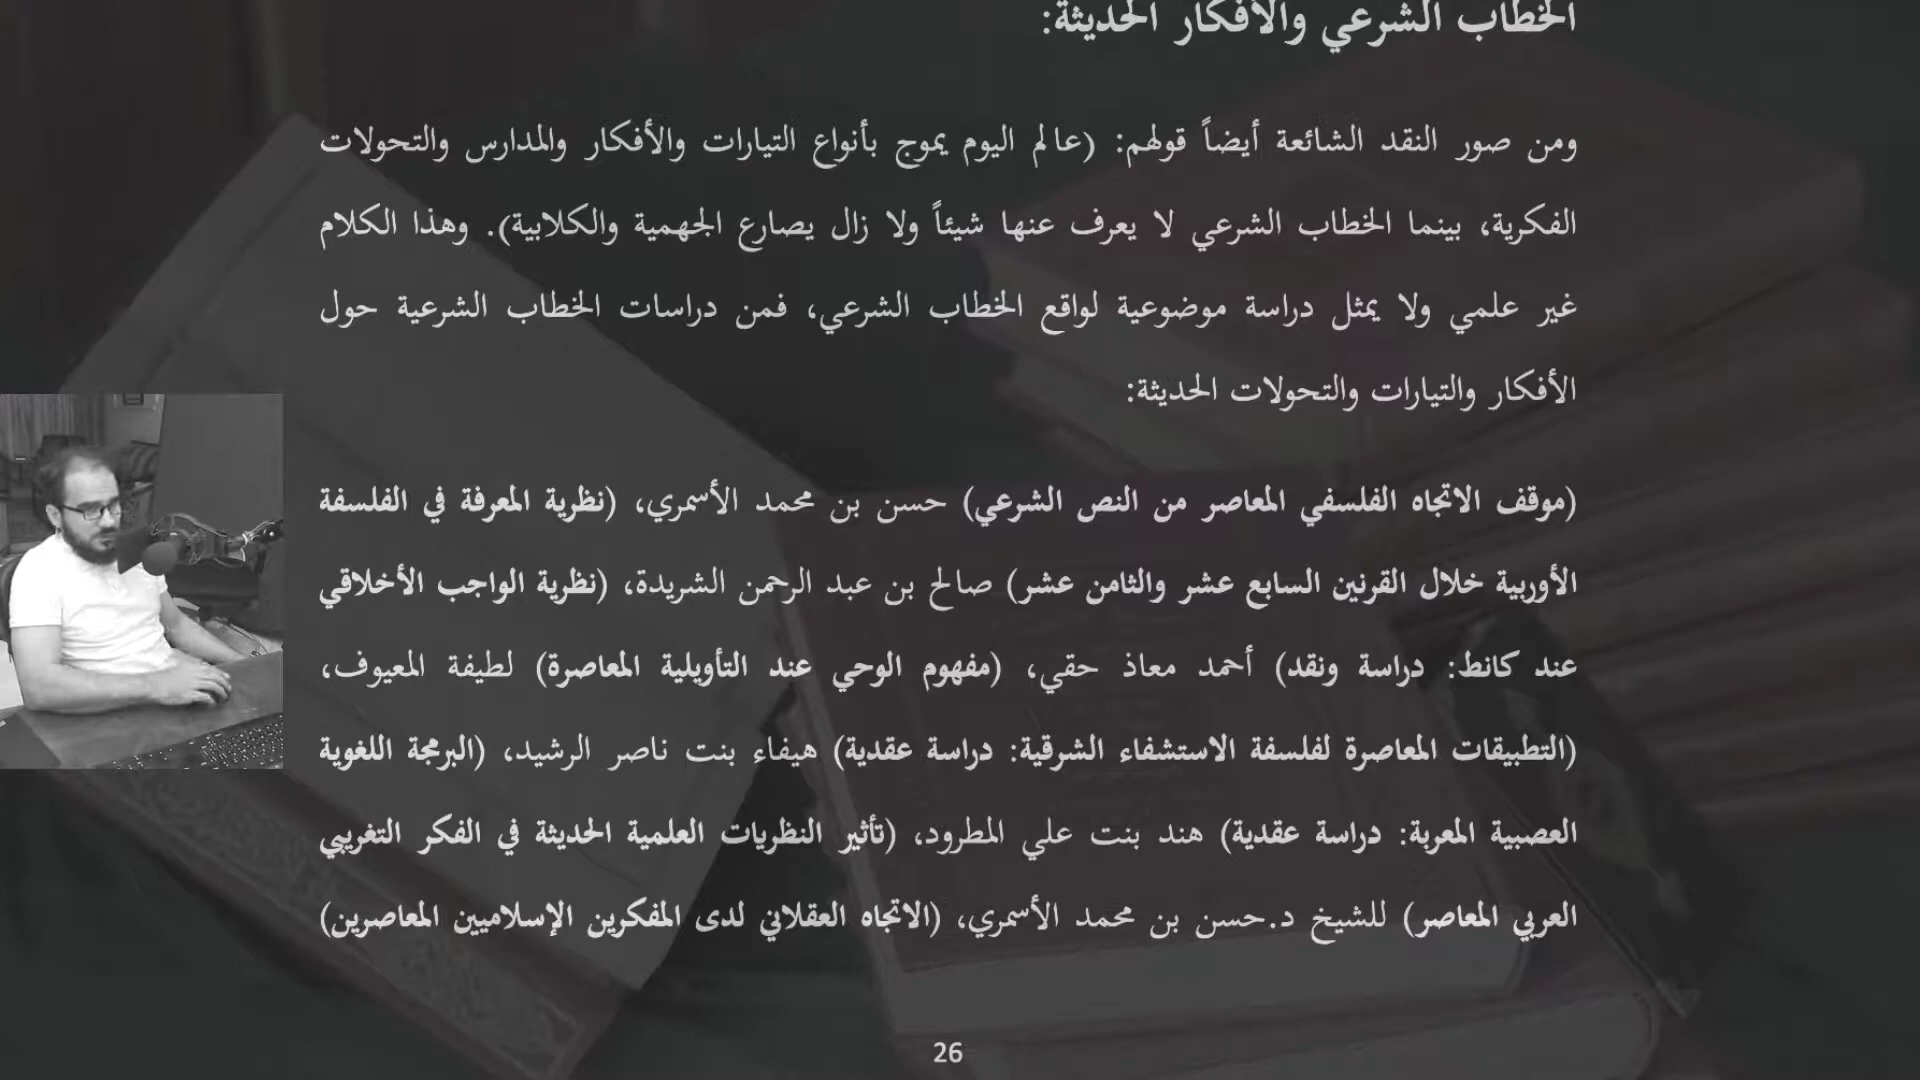 الخطاب الشرعي والأفكار الحديثة:
ومن صور النقد الشائعة أيضاً قولهم: (عالم اليوم يموج بأنواع التيارات والأفكار والمدارس والتحولات
الفكرية، بينما الخطاب الشرعي لا يعرف عنها شيئاً ولا زال يصارع الجهمية والكلابية). وهذا الكلام
غير علمي ولا يمثل دراسة موضوعية لواقع الخطاب الشرعي، فمن دراسات الخطاب الشرعية حول
الأفكار والتيارات والتحولات الحديثة:
(موقف الاتجاه الفلسفي المعاصر من النص الشرعي) حسن بن محمد الأسمري، (نظرية المعرفة في الفلسفة
الأوربية خلال القرنين السابع عشر والثامن عشر) صالح بن عبد الرحمن الشريدة، (نظرية الواجب الأخلاقي
عند كانط: دراسة ونقد) أحمد معاذ حقي، (مفهوم الوحي عند التأويلية المعاصرة) لطيفة المعيوف،
(التطبيقات المعاصرة لفلسفة الاستشفاء الشرقية: دراسة عقدية) هيفاء بنت ناصر الرشيد، (البرمجة اللغوية
العصبية المعربة: دراسة عقدية) هند بنت علي المطرود، (تأثير النظريات العلمية الحديثة في الفكر التغريبي
العربي المعاصر) للشيخ د.حسن بن محمد الأسمري، (الاتجاه العقلاني لدى المفكرين الإسلاميين المعاصرين)
26